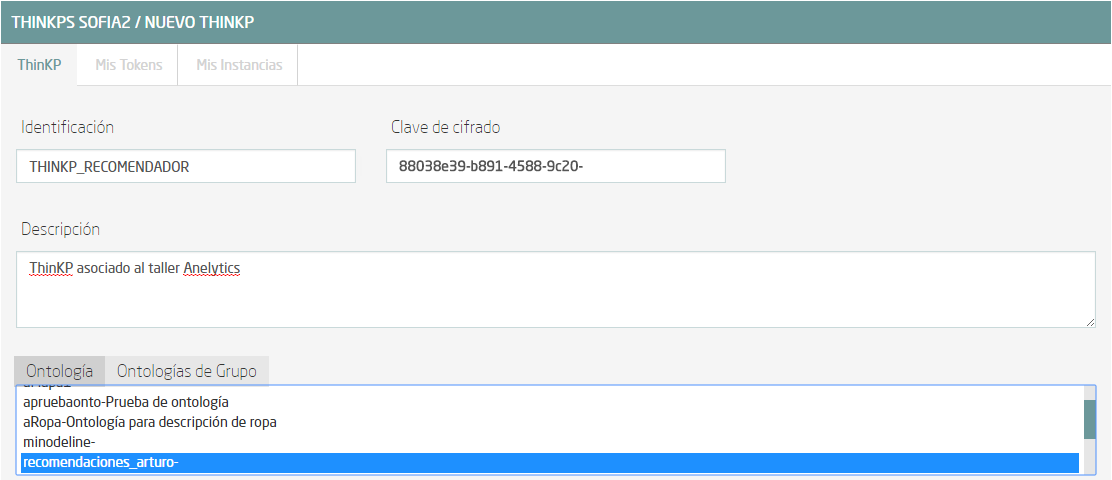 THINKPS SOFIA2 / NUEVO THINKP
ThinKP Mis Tokens Mis Instancias
Identificación Clave de cifrado
THINKP_RECOMENDADOR 88038e39-b891-4588-9c20-
Descripción
ThinKP asociado al taller Anelytics
Ontología Ontologías de Grupo
apruebaonto-Prueba de ontología
aRopa-Ontología para descripción de ropa
minodeline-
recomendaciones_arturo-